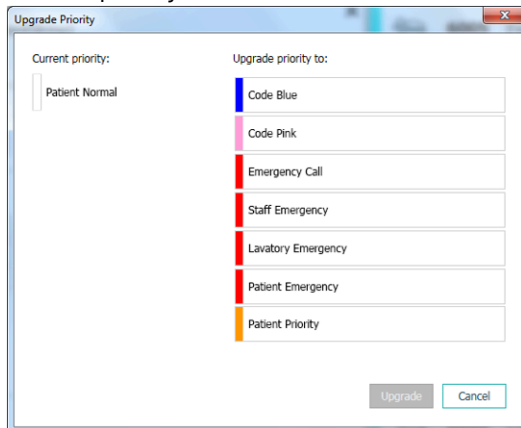 Upgrade Priority
Current priority:
Patient Normal
Upgrade priority to:
Code Blue
Code Pink
Emergency Call
Staff Emergency
Lavatory Emergency
Patient Emergency
Patient Priority
Upgrade
Cancel